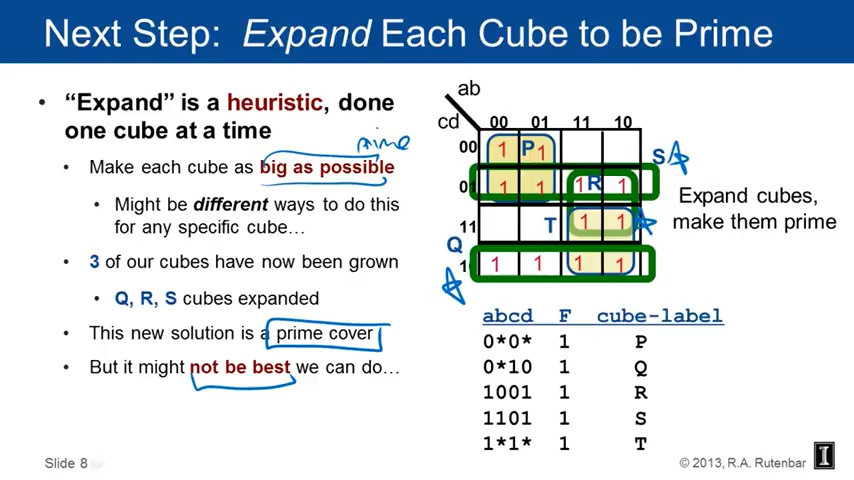 Next Step: Expand Each Cube to be Prime
• “Expand” is a heuristic, done
one cube at a time
prime
• Make each cube as big as possible
• Might be different ways to do this
for any specific cube…
• 3 of our cubes have now been grown
• Q, R, S cubes expanded
• This new solution is a prime cover
• But it might not be best we can do…
ab
cd 00 01 11 10
00 1 P 1 S
01 1 1 1 R 1
11 T 1 1
Q
10 1 1 1 1
Expand cubes,
make them prime
abcd F cube-label
0*0* 1 P
0*10 1 Q
1001 1 R
1101 1 S
1*1* 1 T
Slide 8
© 2013, R.A. Rutenbar I